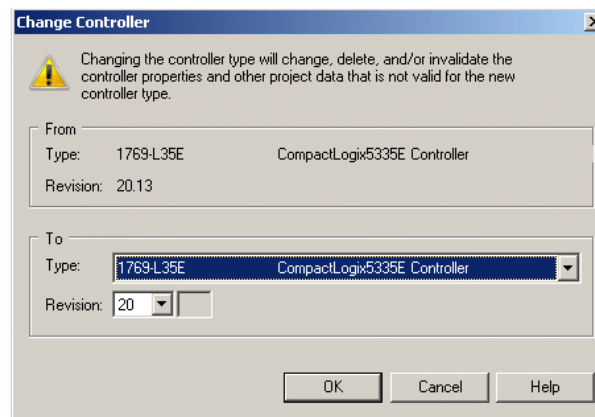 Change Controller
Changing the controller type will change, delete, and/or invalidate the
controller properties and other project data that is not valid for the new
controller type.
From
Type: 1769-L35E CompactLogix5335E Controller
Revision: 20.13
To
Type: 1769-L35E CompactLogix5335E Controller
Revision: 20
OK Cancel Help